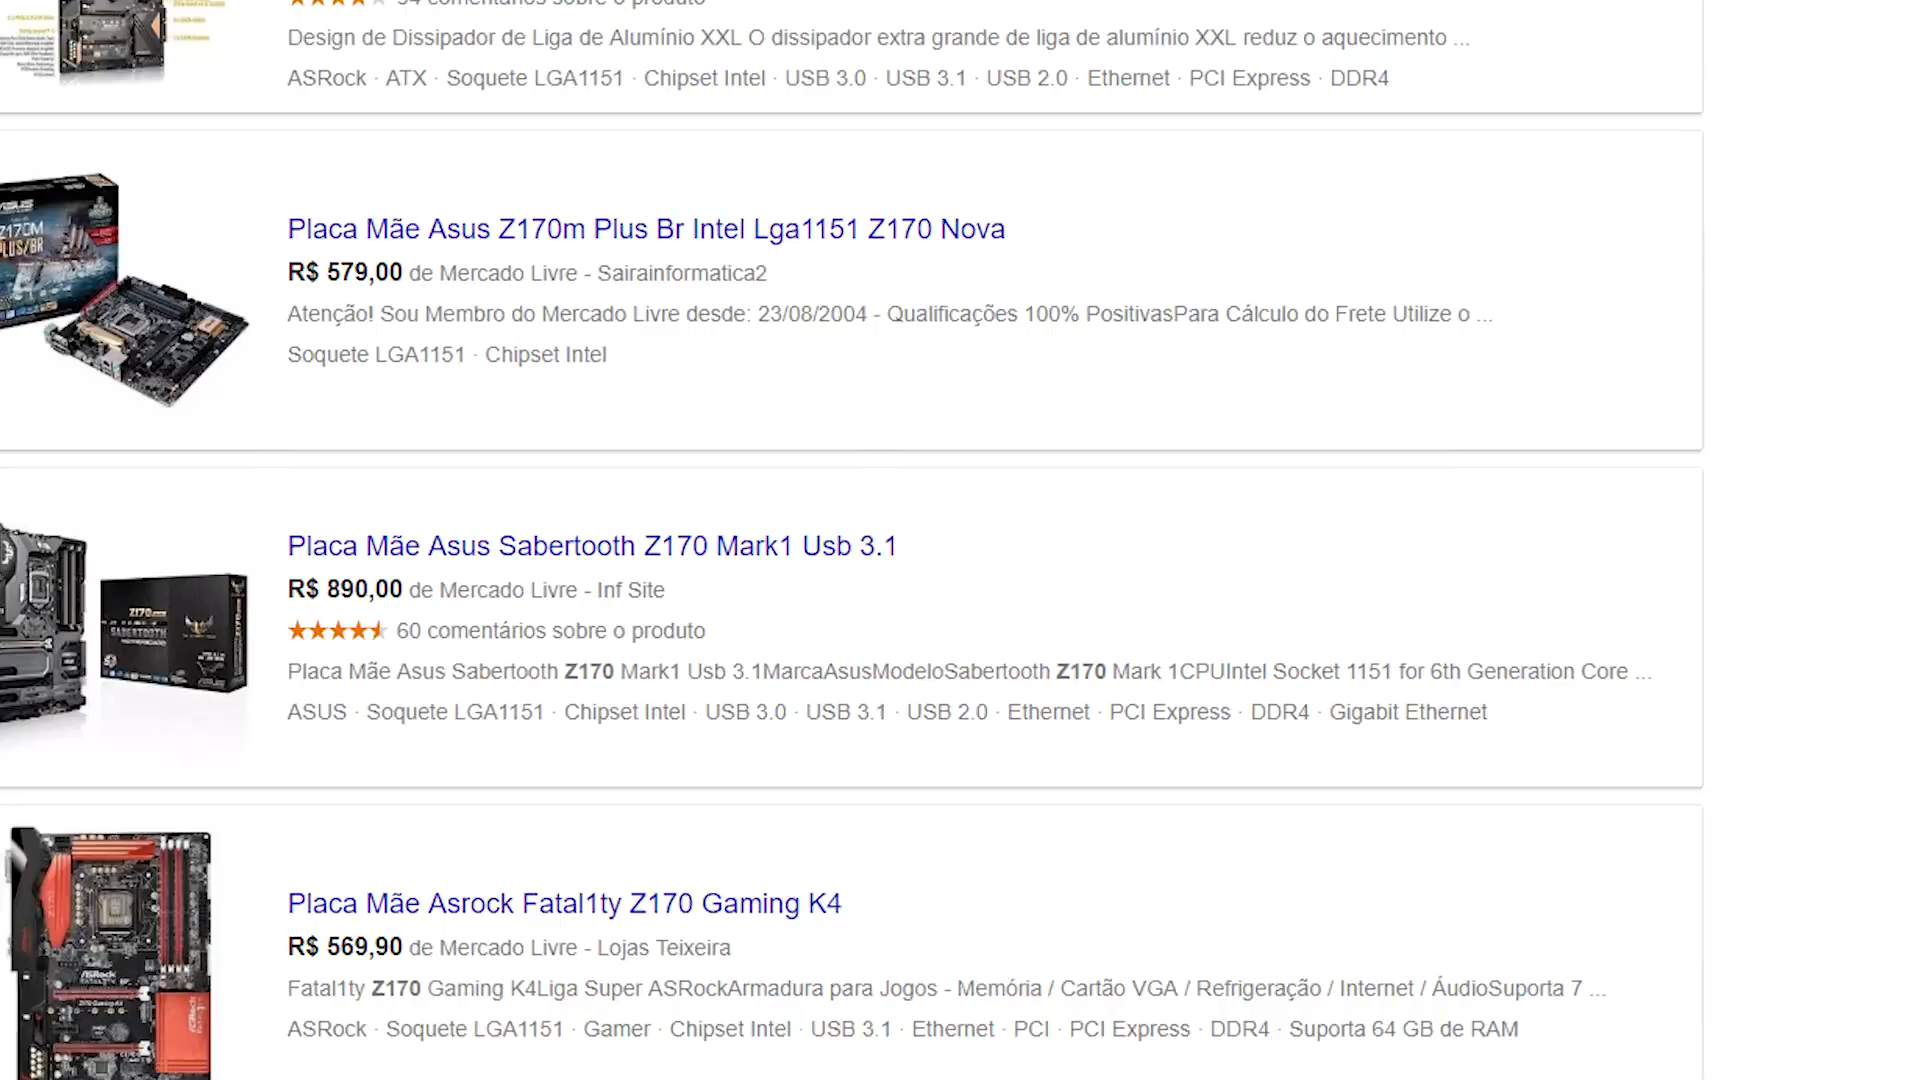 Design de Dissipador de Liga de Alumínio XXL O dissipador extra grande de liga de alumínio XXL reduz o aquecimento ...
ASRock · ATX · Soquete LGA1151 · Chipset Intel · USB 3.0 · USB 3.1 · USB 2.0 · Ethernet · PCI Express · DDR4
Placa Mãe Asus Z170m Plus Br Intel Lga1151 Z170 Nova
R$ 579,00 de Mercado Livre - Sairainformatica2
Atenção! Sou Membro do Mercado Livre desde: 23/08/2004 - Qualificações 100% PositivasPara Cálculo do Frete Utilize o ...
Soquete LGA1151 · Chipset Intel
Z170M
PLUS/BR
Placa Mãe Asus Sabertooth Z170 Mark1 Usb 3.1
R$ 890,00 de Mercado Livre - Inf Site
60 comentários sobre o produto
Placa Mãe Asus Sabertooth Z170 Mark1 Usb 3.1MarcaAsusModeloSabertooth Z170 Mark 1CPUIntel Socket 1151 for 6th Generation Core ...
ASUS · Soquete LGA1151 · Chipset Intel · USB 3.0 · USB 3.1 · USB 2.0 · Ethernet · PCI Express · DDR4 · Gigabit Ethernet
Z170
SABERTOOTH
Placa Mãe Asrock Fatal1ty Z170 Gaming K4
R$ 569,90 de Mercado Livre - Lojas Teixeira
Fatal1ty Z170 Gaming K4Liga Super ASRockArmadura para Jogos - Memória / Cartão VGA / Refrigeração / Internet / ÁudioSuporta 7 ...
ASRock · Soquete LGA1151 · Gamer · Chipset Intel · USB 3.1 · Ethernet · PCI · PCI Express · DDR4 · Suporta 64 GB de RAM